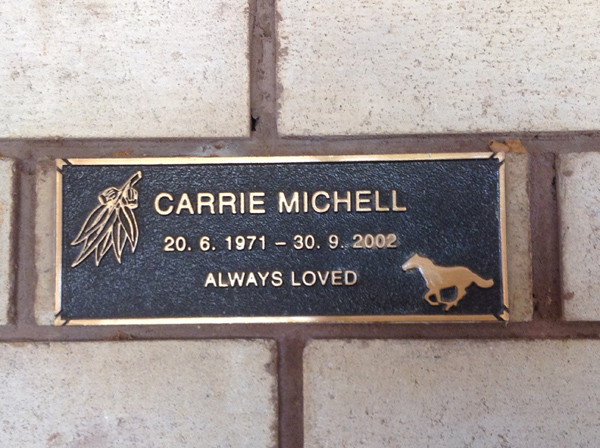 CARRIE MICHELL
20. 6. 1971 – 30. 9. 2002
ALWAYS LOVED